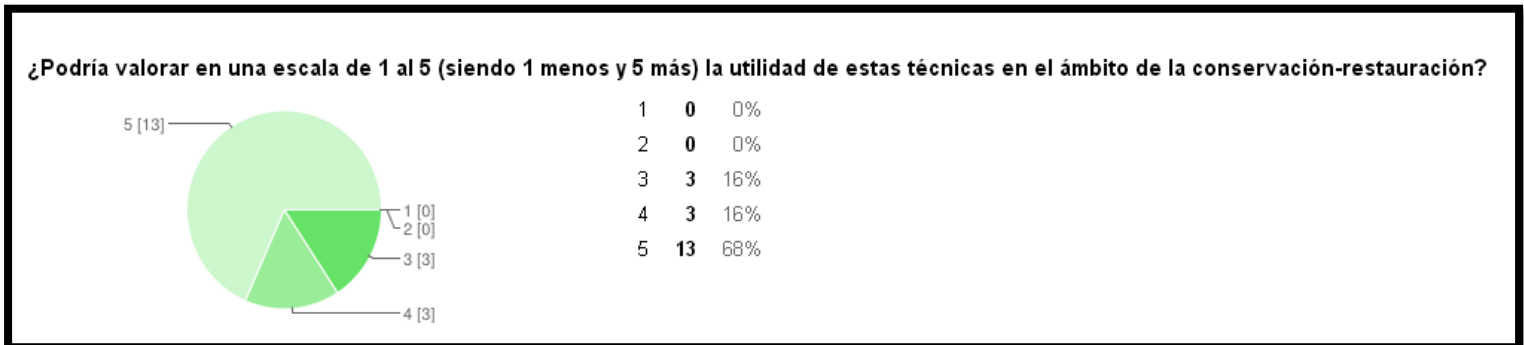 ¿Podría valorar en una escala de 1 al 5 (siendo 1 menos y 5 más) la utilidad de estas técnicas en el ámbito de la conservación-restauración?
5 [13]
1 [0]
2 [0]
3 [3]
4 [3]
1 0 0%
2 0 0%
3 3 16%
4 3 16%
5 13 68%